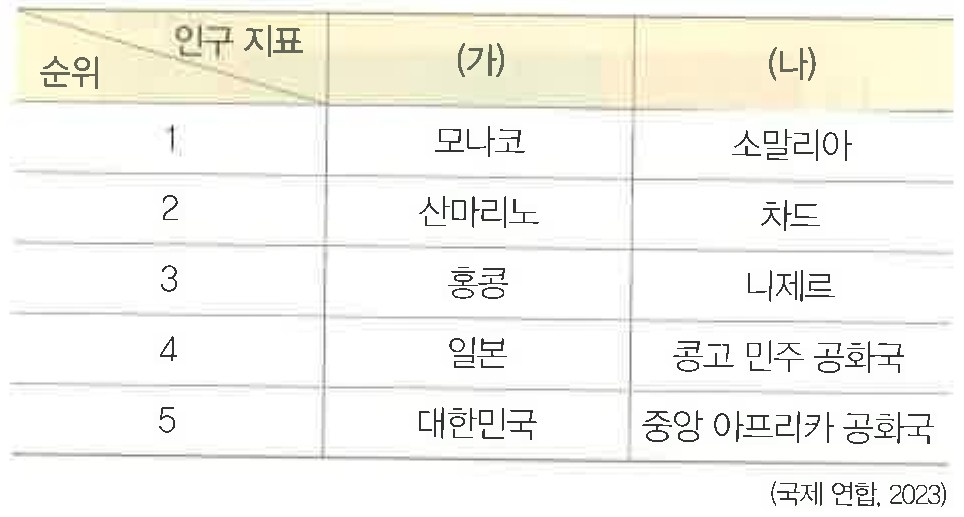 인구 지표
순위
(가)
(나)
1 모나코 소말리아
2 산마리노 차드
3 홍콩 니제르
4 일본 콩고 민주 공화국
5 대한민국 중앙 아프리카 공화국
(국제 연합, 2023)